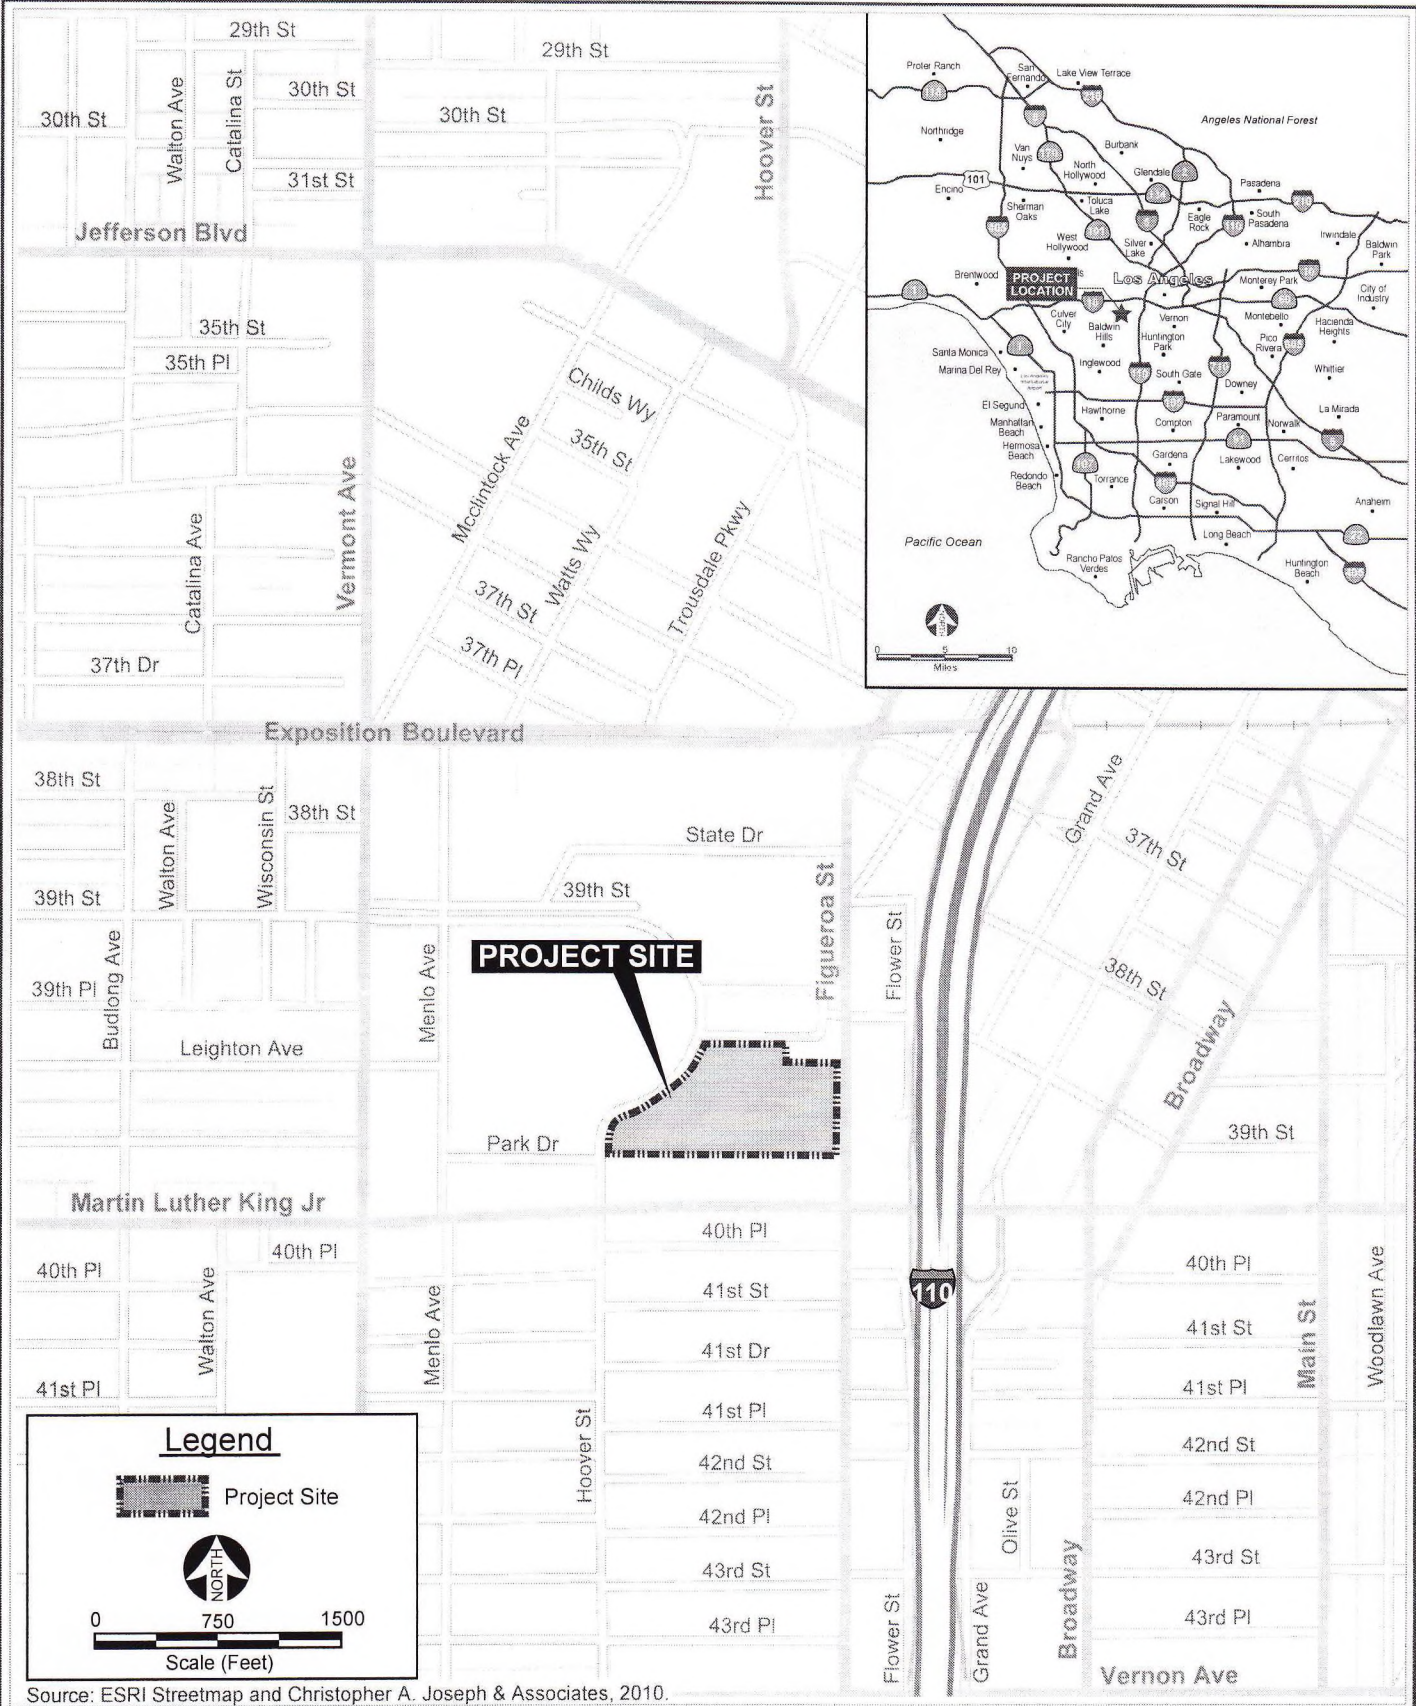 29th St
29th St
Walton Ave
Catalina St
30th St
30th St
30th St
Hoover St
31st St
Jefferson Blvd
35th St
35th Pl
Childs Wy
35th St
Mcclintock Ave
Vermont Ave
Catalina Ave
Watts Wy
Trousdale Pkwy
37th St
37th Pl
37th Dr
Exposition Boulevard
Proler Ranch
San
Fernando
Lake View Terrace
Angeles National Forest
Northridge
Van
Nuys
Burbank
North
Hollywood
Glendale
Pasadena
101
Encino
Sherman
Oaks
Toluca
Lake
Eagle
Rock
South
Pasadena
Irwindale
Baldwin
Park
West
Hollywood
Silver
Lake
Alhambra
Brentwood
PROJECT
LOCATION
Los Angeles
Monterey Park
City of
Industry
Culver
City
Baldwin
Hills
Vernon
Montebello
Hacienda
Heights
Huntington
Park
Pico
Rivera
Santa Monica
Marina Del Rey
Inglewood
South Gate
Downey
Whittier
El Segund
Hawthorne
Compton
Paramount
Norwalk
La Mirada
Manhattan
Beach
Hermosa
Beach
Gardena
Lakewood
Cerritos
Redondo
Beach
Torrance
Carson
Signal Hill
Anaheim
Long Beach
Pacific Ocean
Rancho Palos
Verdes
Huntington
Beach
NORTH
0 5 10
Miles
38th St
Walton Ave
Wisconsin St
38th St
State Dr
Grand Ave
37th St
39th St
39th St
Figueroa St
Flower St
Budlong Ave
Menlo Ave
PROJECT SITE
38th St
39th Pl
Leighton Ave
Broadway
Park Dr
39th St
Martin Luther King Jr
40th Pl
40th Pl
40th Pl
40th Pl
Walton Ave
Menlo Ave
41st St
110
41st St
Main St
Woodlawn Ave
41st Dr
41st Pl
41st Pl
41st Pl
Hoover St
42nd St
42nd St
42nd Pl
42nd Pl
Olive St
43rd St
43rd St
Broadway
43rd Pl
43rd Pl
Flower St
Grand Ave
Vernon Ave
Legend
Project Site
NORTH
0 750 1500
Scale (Feet)
Source: ESRI Streetmap and Christopher A. Joseph & Associates, 2010.